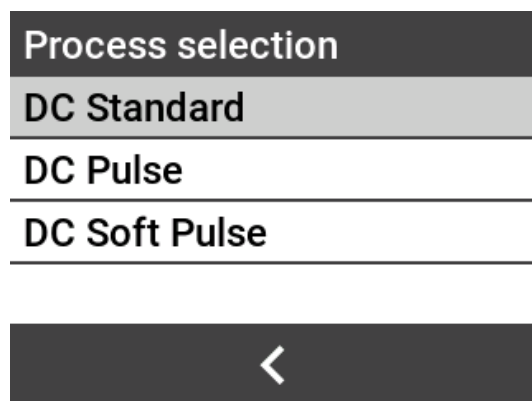 Process selection
DC Standard
DC Pulse
DC Soft Pulse